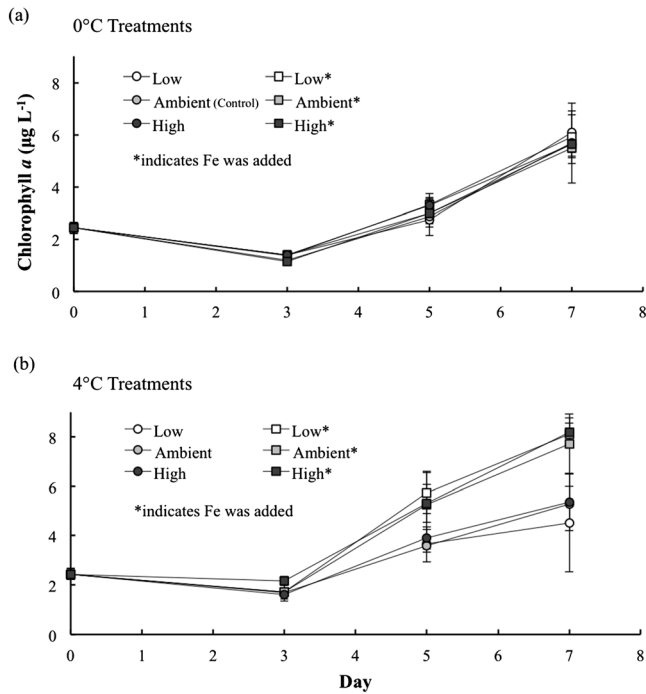 (a)
0°C Treatments
Chlorophyll a (µg L-1)
8
6
4
2
0
Low
Low*
Ambient (Control)
Ambient*
High
High*
*indicates Fe was added
0 1 2 3 4 5 6 7 8
(b)
4°C Treatments
8
6
4
2
0
Low
Low*
Ambient
Ambient*
High
High*
*indicates Fe was added
0 1 2 3 4 5 6 7 8
Day